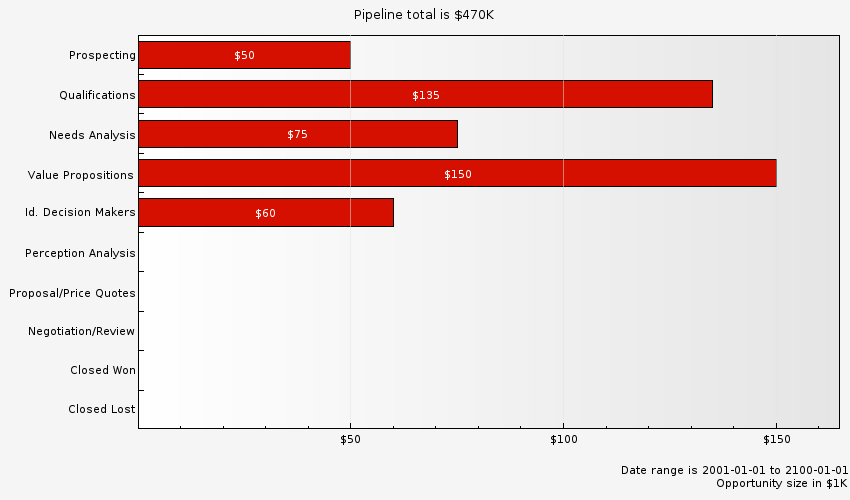 Pipeline total is $470K
Prospecting $50
Qualifications $135
Needs Analysis $75
Value Propositions $150
Id. Decision Makers $60
Perception Analysis
Proposal/Price Quotes
Negotiation/Review
Closed Won
Closed Lost
$50 $100 $150
Date range is 2001-01-01 to 2100-01-01
Opportunity size in $1K